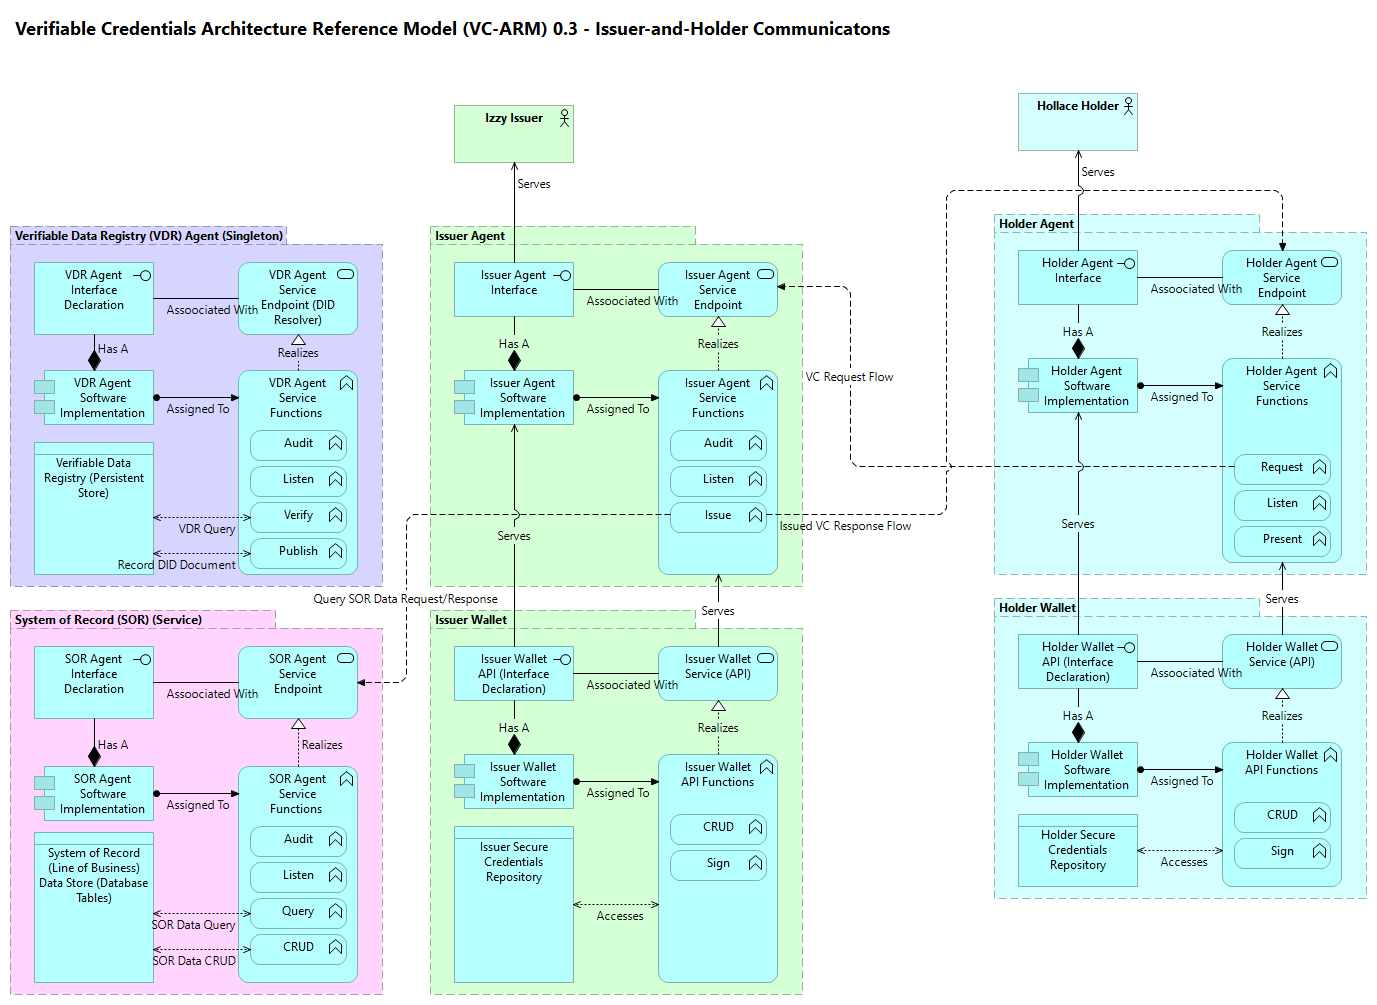 Verifiable Credentials Architecture Reference Model (VC-ARM) 0.3 - Issuer-and-Holder Communicatons
Izzy Issuer
Serves
Hollace Holder
Serves
Verifiable Data Registry (VDR) Agent (Singleton)
VDR Agent
Interface
Declaration
VDR Agent
Service
Endpoint (DID
Resolver)
Assoociated With
Has A
Realizes
VDR Agent
Software
Implementation
Assigned To
VDR Agent
Service
Functions
Audit
Listen
Verify
Publish
Verifiable Data
Registry (Persistent
Store)
VDR Query
Record DID Document
Issuer Agent
Issuer Agent
Interface
Issuer Agent
Service
Endpoint
Assoociated With
Has A
Realizes
Issuer Agent
Software
Implementation
Assigned To
Issuer Agent
Service
Functions
Audit
Listen
Issue
Serves
VC Request Flow
Issued VC Response Flow
Holder Agent
Holder Agent
Interface
Holder Agent
Service
Endpoint
Assoociated With
Has A
Realizes
Holder Agent
Software
Implementation
Assigned To
Holder Agent
Service
Functions
Request
Listen
Present
Serves
Query SOR Data Request/Response
Serves
Serves
System of Record (SOR) (Service)
SOR Agent
Interface
Declaration
SOR Agent
Service
Endpoint
Assoociated With
Has A
Realizes
SOR Agent
Software
Implementation
Assigned To
SOR Agent
Service
Functions
Audit
Listen
Query
CRUD
System of Record
(Line of Business)
Data Store (Database
Tables)
SOR Data Query
SOR Data CRUD
Issuer Wallet
Issuer Wallet
API (Interface
Declaration)
Issuer Wallet
Service (API)
Assoociated With
Has A
Realizes
Issuer Wallet
Software
Implementation
Assigned To
Issuer Wallet
API Functions
CRUD
Sign
Issuer Secure
Credentials
Repository
Accesses
Holder Wallet
Holder Wallet
API (Interface
Declaration)
Holder Wallet
Service (API)
Assoociated With
Has A
Realizes
Holder Wallet
Software
Implementation
Assigned To
Holder Wallet
API Functions
CRUD
Sign
Holder Secure
Credentials
Repository
Accesses